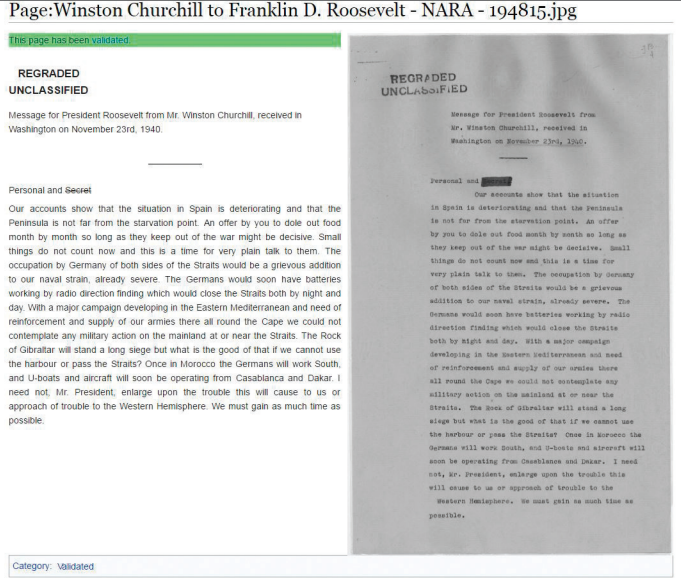 Page:Winston Churchill to Franklin D. Roosevelt - NARA - 194815.jpg
This page has been validated.
REGRADED
UNCLASSIFIED
Message for President Roosevelt from Mr. Winston Churchill, received in
Washington on November 23rd, 1940.
Personal and Secret
Our accounts show that the situation in Spain is deteriorating and that the
Peninsula is not far from the starvation point. An offer by you to dole out food
month by month so long as they keep out of the war might be decisive. Small
things do not count now and this is a time for very plain talk to them. The
occupation by Germany of both sides of the Straits would be a grievous addition
to our naval strain, already severe. The Germans would soon have batteries
working by radio direction finding which would close the Straits both by night and
day. With a major campaign developing in the Eastern Mediterranean and need of
reinforcement and supply of our armies there all round the Cape we could not
contemplate any military action on the mainland at or near the Straits. The Rock
of Gibraltar will stand a long siege but what is the good of that if we cannot use
the harbour or pass the Straits? Once in Morocco the Germans will work South,
and U-boats and aircraft will soon be operating from Casablanca and Dakar. I
need not, Mr. President, enlarge upon the trouble this will cause to us or
approach of trouble to the Western Hemisphere. We must gain as much time as
possible.
REGRADED
UNCLASSIFIED
Message for President Roosevelt from
Mr. Winston Churchill, received in
Washington on November 23rd, 1940.
Personal and
Our accounts show that the situation
in Spain is deteriorating and that the Peninsula
is not far from the starvation point. An offer
by you to dole out food month by month so long as
they keep out of the war might be decisive. Small
things do not count now and this is a time for
very plain talk to them. The occupation by Germany
of both sides of the Straits would be a grievous
addition to our naval strain, already severe. The
Germans would soon have batteries working by radio
direction finding which would close the Straits
both by night and day. With a major campaign
developing in the Eastern Mediterranean and need
of reinforcement and supply of our armies there
all round the Cape we could not contemplate any
military action on the mainland at or near the
Straits. The Rock of Gibraltar will stand a long
siege but what is the good of that if we cannot use
the harbour or pass the Straits? Once in Morocco the
Germans will work South, and U-boats and aircraft will
soon be operating from Casablanca and Dakar. I need
not, Mr. President, enlarge upon the trouble this
will cause to us or approach of trouble to the
Western Hemisphere. We must gain as much time as
possible.
Category: Validated